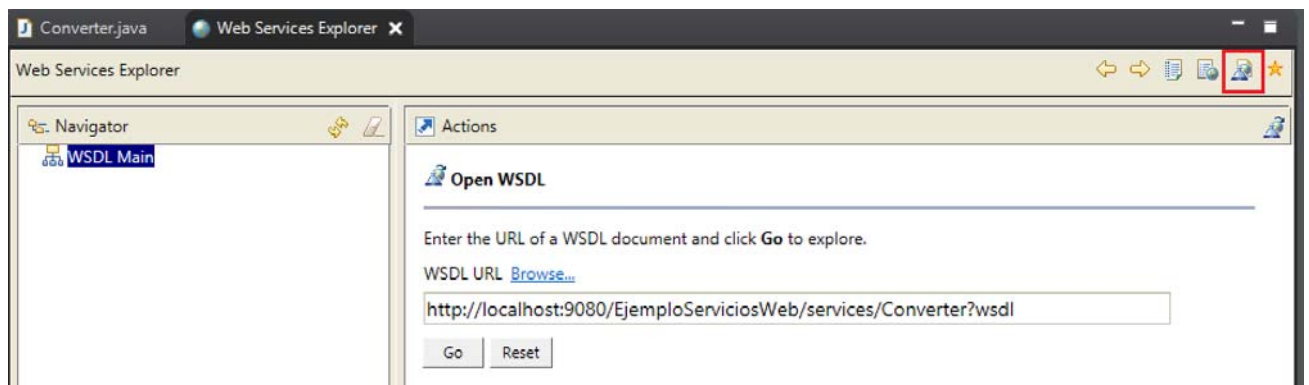 Converter.java
Web Services Explorer
Web Services Explorer
Navigator
WSDL Main
Actions
Open WSDL
Enter the URL of a WSDL document and click Go to explore.
WSDL URL Browse...
http://localhost:9080/EjemploServiciosWeb/services/Converter?wsdl
Go Reset